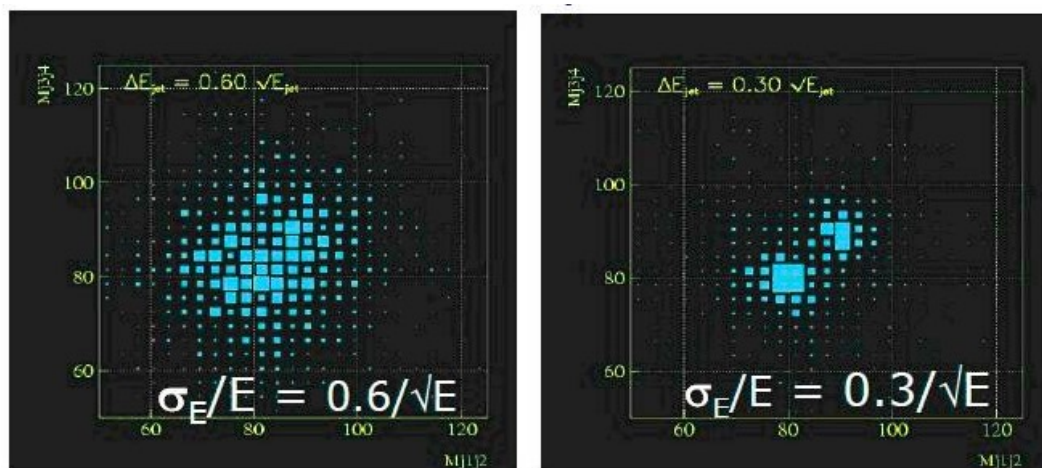 Mj3j4
ΔE_jet = 0.60 √E_jet
120
100
80
60
σ_E/E = 0.6/√E
60 80 100 120
Mj1j2
Mj3j4
ΔE_jet = 0.30 √E_jet
120
100
80
60
σ_E/E = 0.3/√E
60 80 100 120
Mj1j2